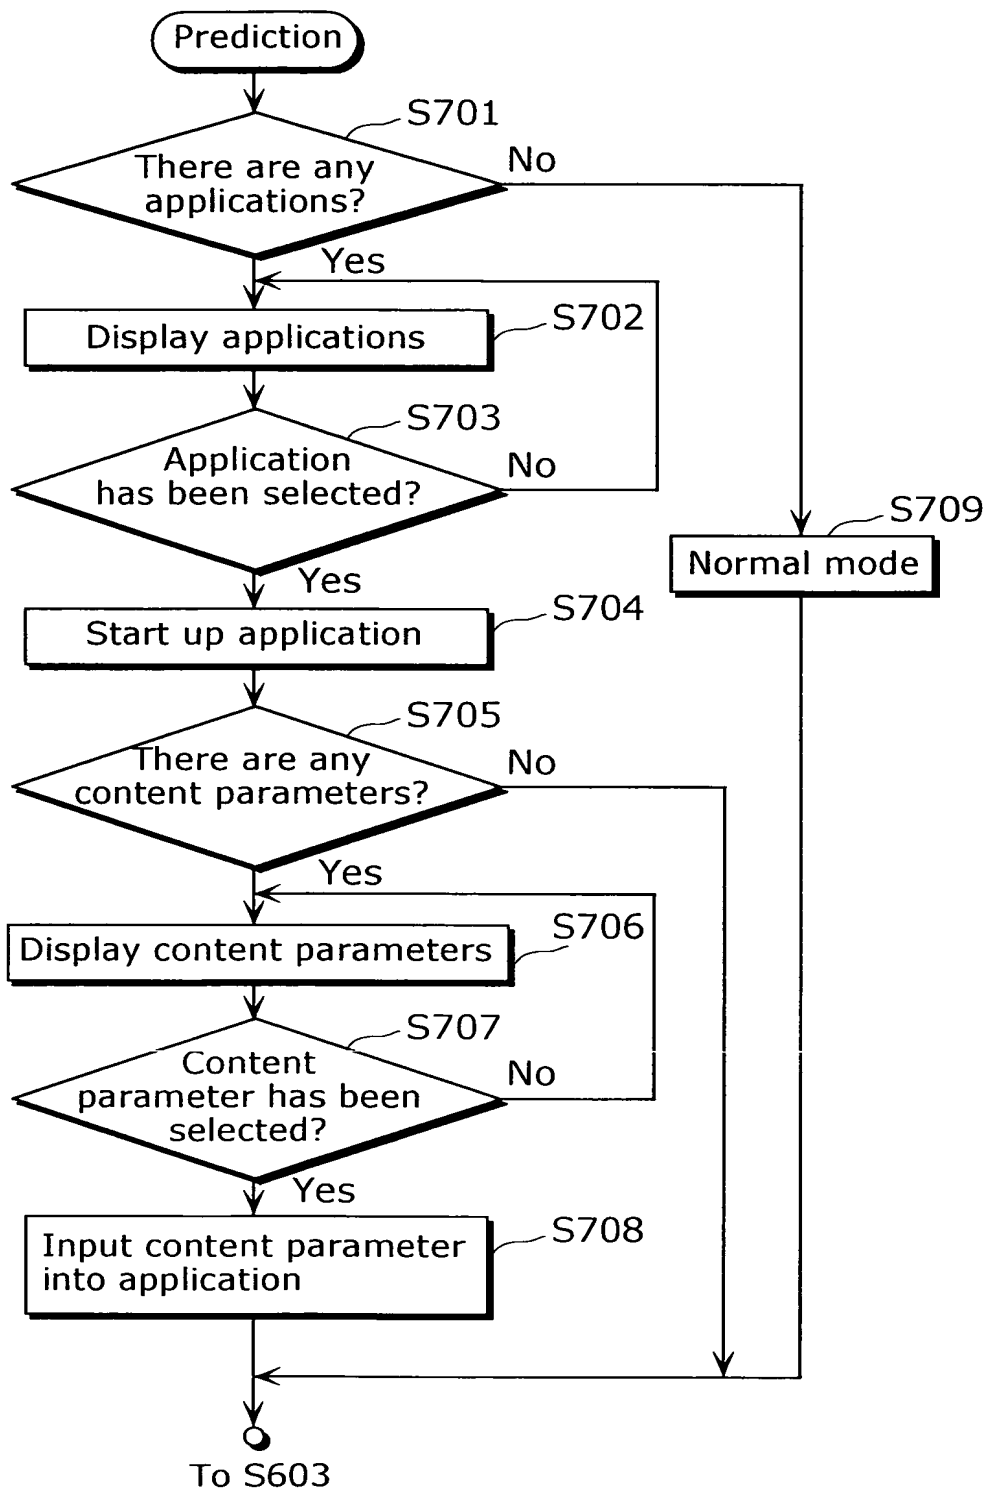 Prediction
S701
There are any
applications?
No
Yes
S702
Display applications
S703
Application
has been selected?
No
S709
Normal mode
Yes
S704
Start up application
S705
There are any
content parameters?
No
Yes
S706
Display content parameters
S707
Content
parameter has been
selected?
No
Yes
S708
Input content parameter
into application
To S603